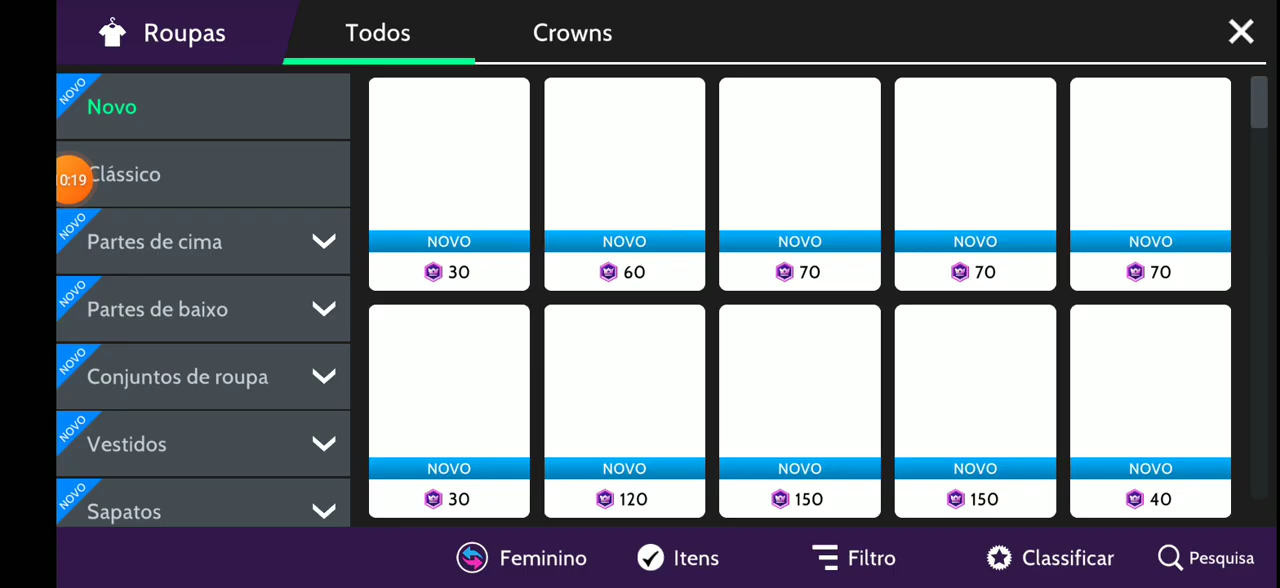 Roupas
Todos
Crowns
NOVO
Novo
Clássico
10:19
NOVO
Partes de cima
NOVO
Partes de baixo
NOVO
Conjuntos de roupa
NOVO
Vestidos
NOVO
Sapatos
NOVO NOVO NOVO NOVO NOVO
30 60 70 70 70
NOVO NOVO NOVO NOVO NOVO
30 120 150 150 40
Feminino
Itens
Filtro
Classificar
Pesquisa